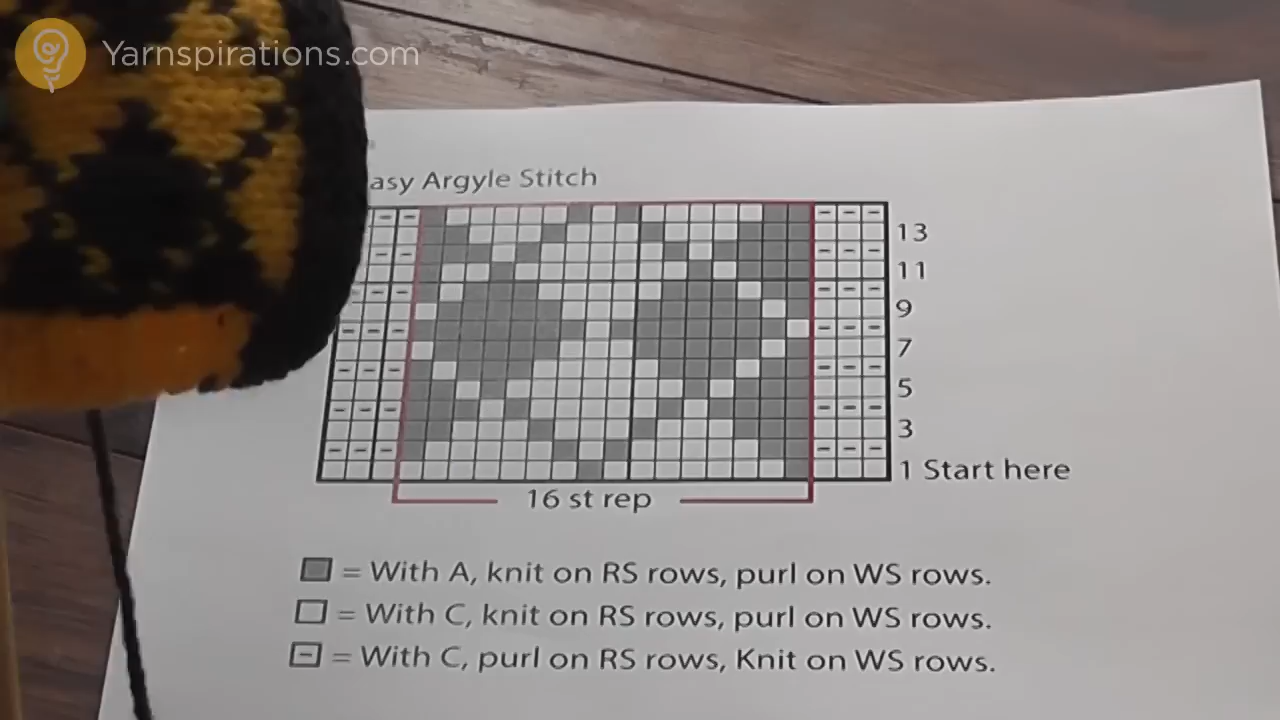 Yarnspirations.com
asy Argyle Stitch
13
11
9
7
5
3
1 Start here
16 st rep
= With A, knit on RS rows, purl on WS rows.
= With C, knit on RS rows, purl on WS rows.
= With C, purl on RS rows, Knit on WS rows.